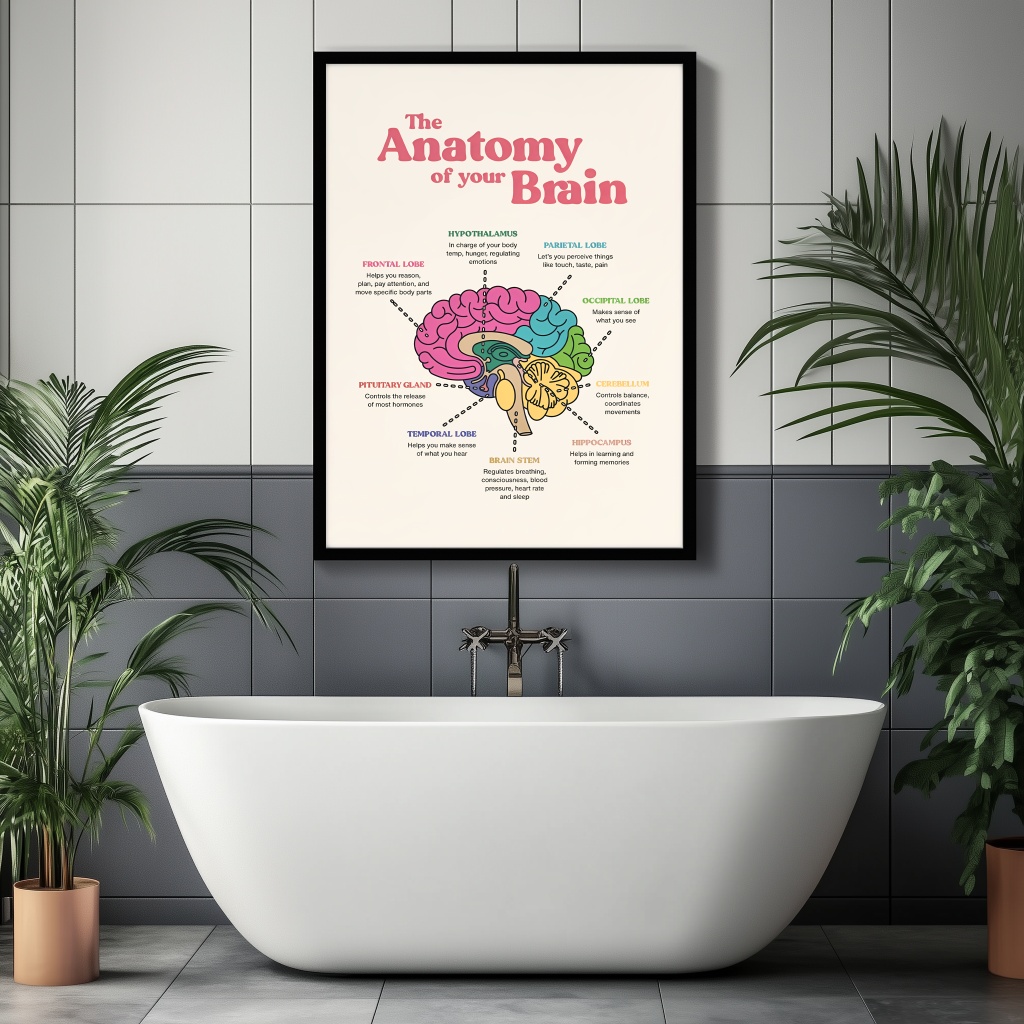 The
Anatomy
of your Brain
HYPOTHALAMUS
In charge of your body
temp, hunger, regulating
emotions
PARIETAL LOBE
Let's you perceive things
like touch, taste, pain
FRONTAL LOBE
Helps you reason,
plan, pay attention, and
move specific body parts
OCCIPITAL LOBE
Makes sense of
what you see
PITUITARY GLAND
Controls the release
of most hormones
CEREBELLUM
Controls balance,
coordinates
movements
TEMPORAL LOBE
Helps you make sense
of what you hear
HIPPOCAMPUS
Helps in learning and
forming memories
BRAIN STEM
Regulates breathing,
consciousness, blood
pressure, heart rate
and sleep